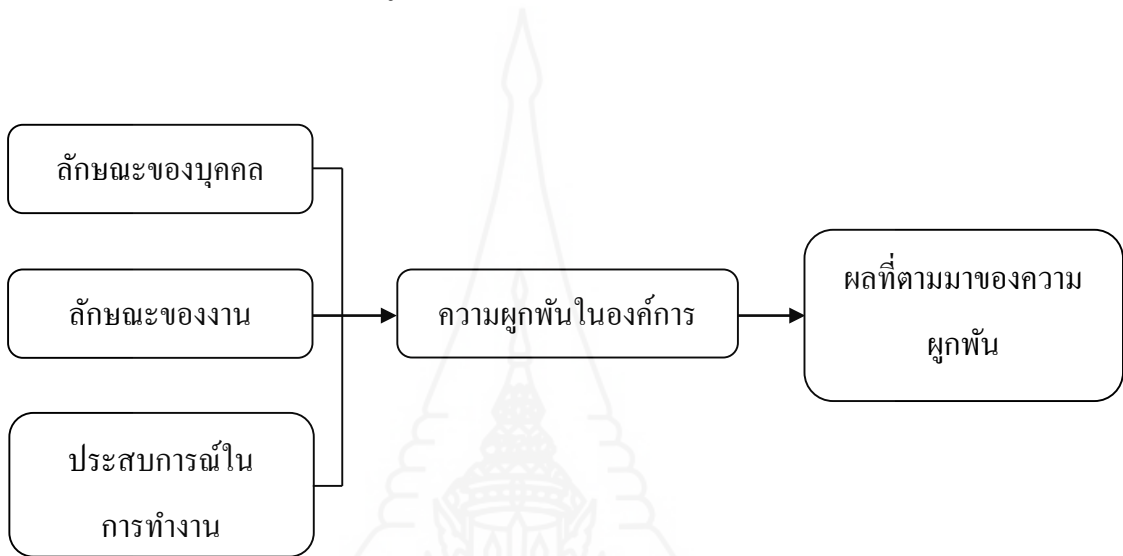 ลักษณะของบุคคล
ลักษณะของงาน
ประสบการณ์ใน
การทำงาน
ความผูกพันในองค์การ
ผลที่ตามมาของความ
ผูกพัน